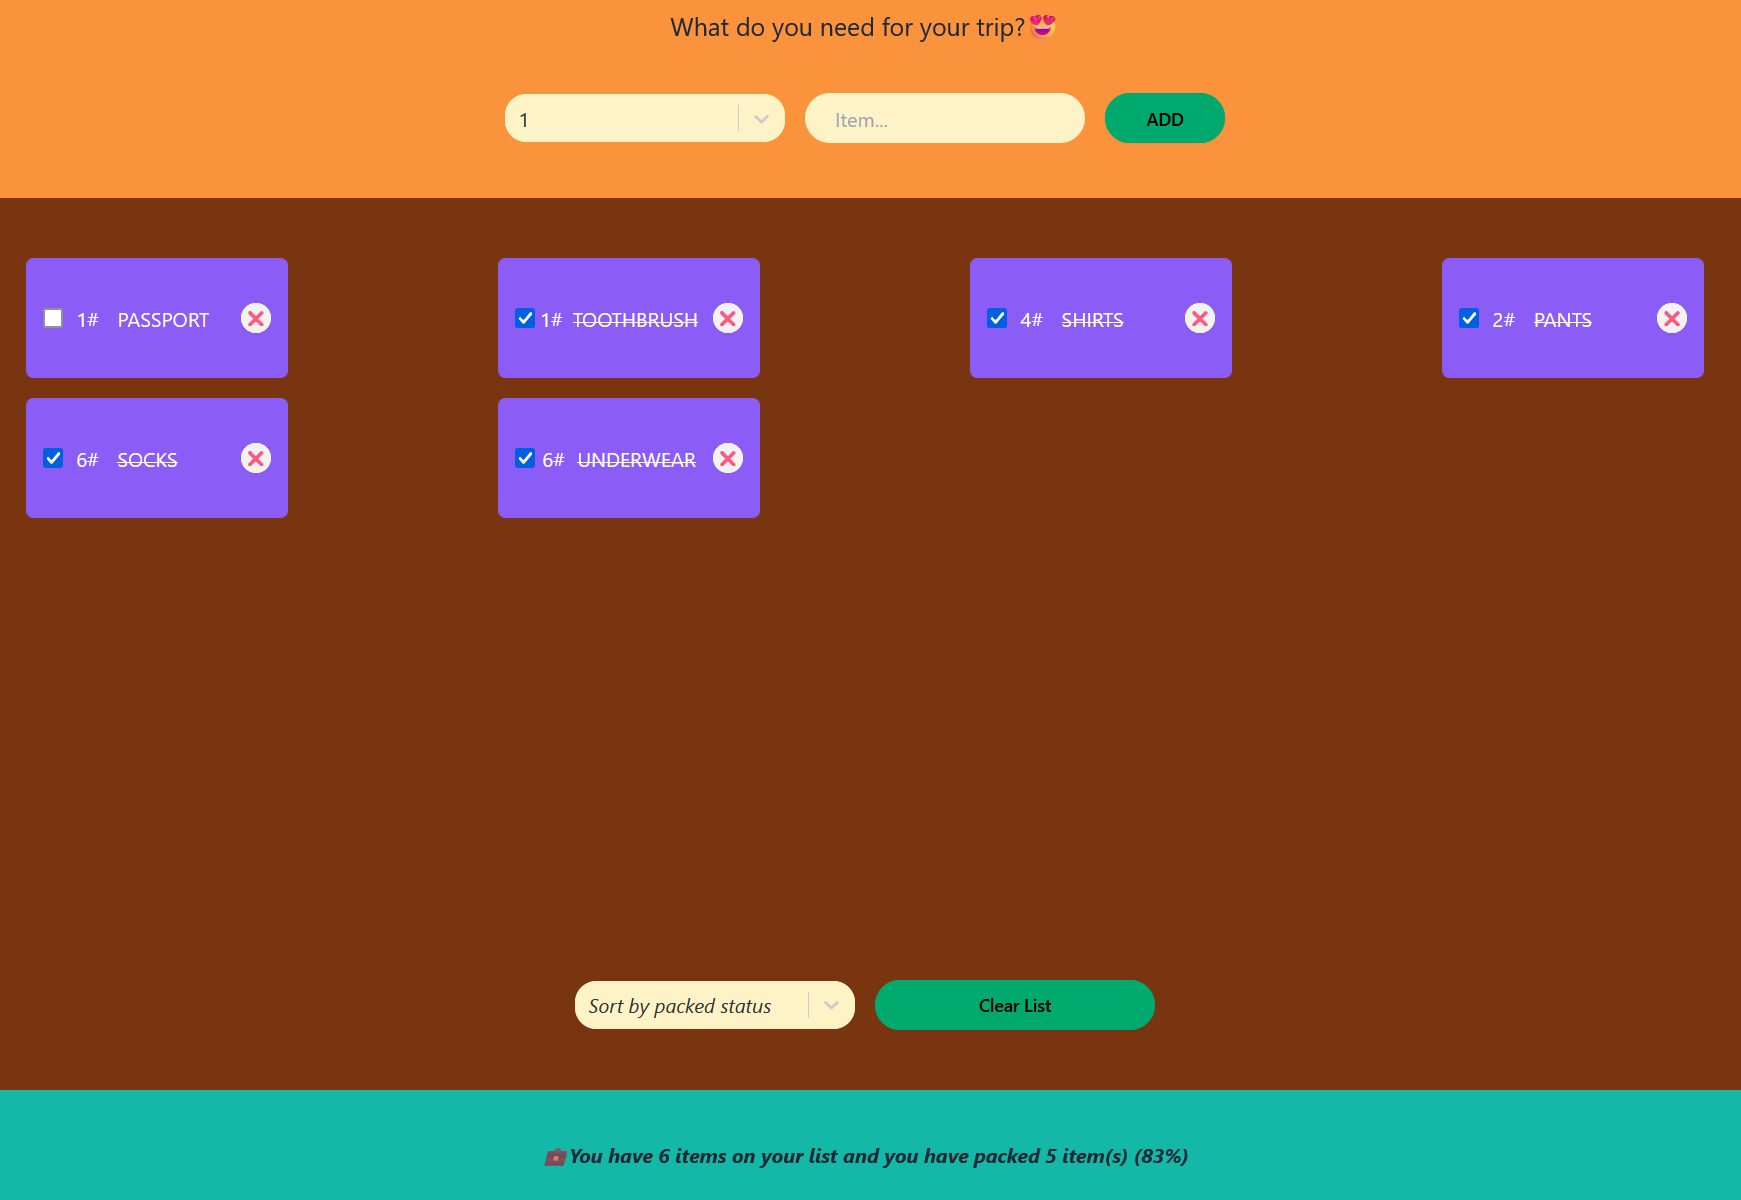 What do you need for your trip?😍
1
Item...
ADD
1# PASSPORT
1# TOOTHBRUSH
4# SHIRTS
2# PANTS
6# SOCKS
6# UNDERWEAR
Sort by packed status
Clear List
💼You have 6 items on your list and you have packed 5 item(s) (83%)